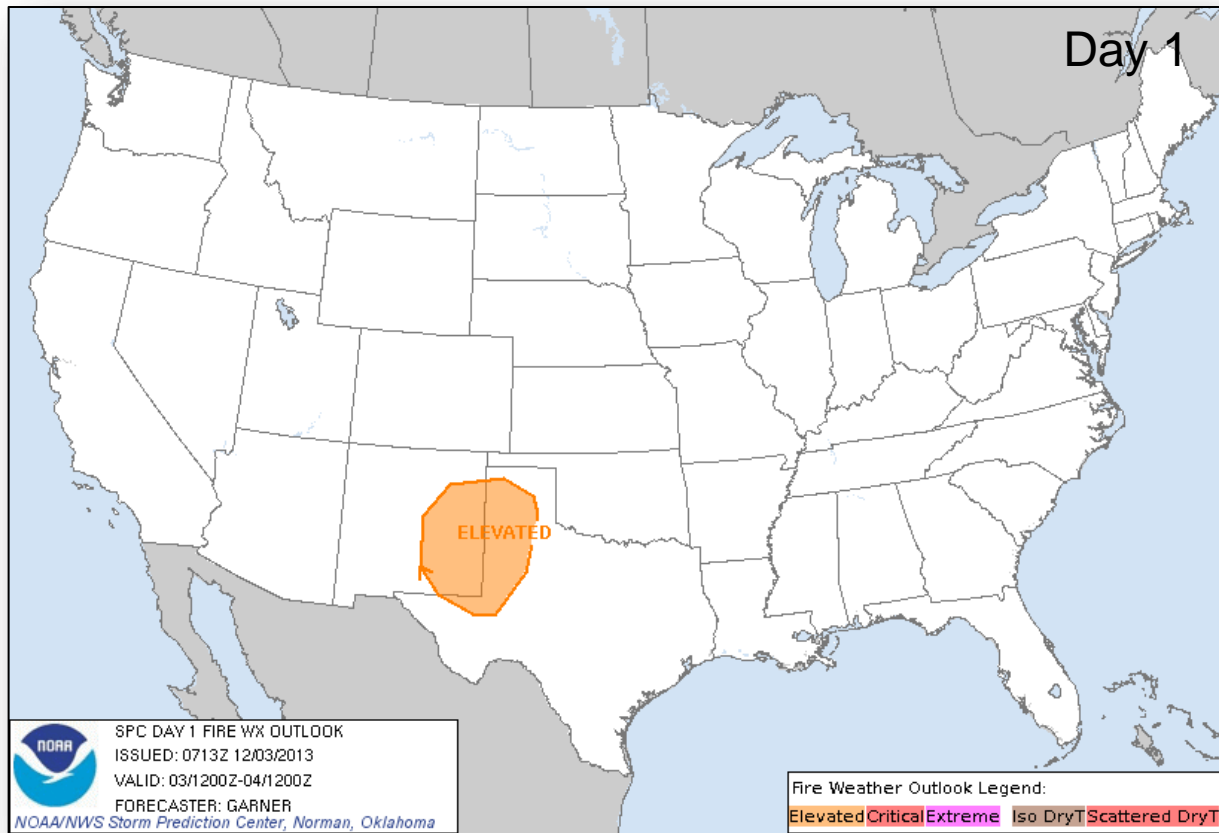 Day 1
ELEVATED
NOAA
SPC DAY 1 FIRE WX OUTLOOK
ISSUED: 0713Z 12/03/2013
VALID: 03/1200Z-04/1200Z
FORECASTER: GARNER
NOAA/NWS Storm Prediction Center, Norman, Oklahoma
Fire Weather Outlook Legend:
Elevated Critical Extreme Iso DryT Scattered DryT